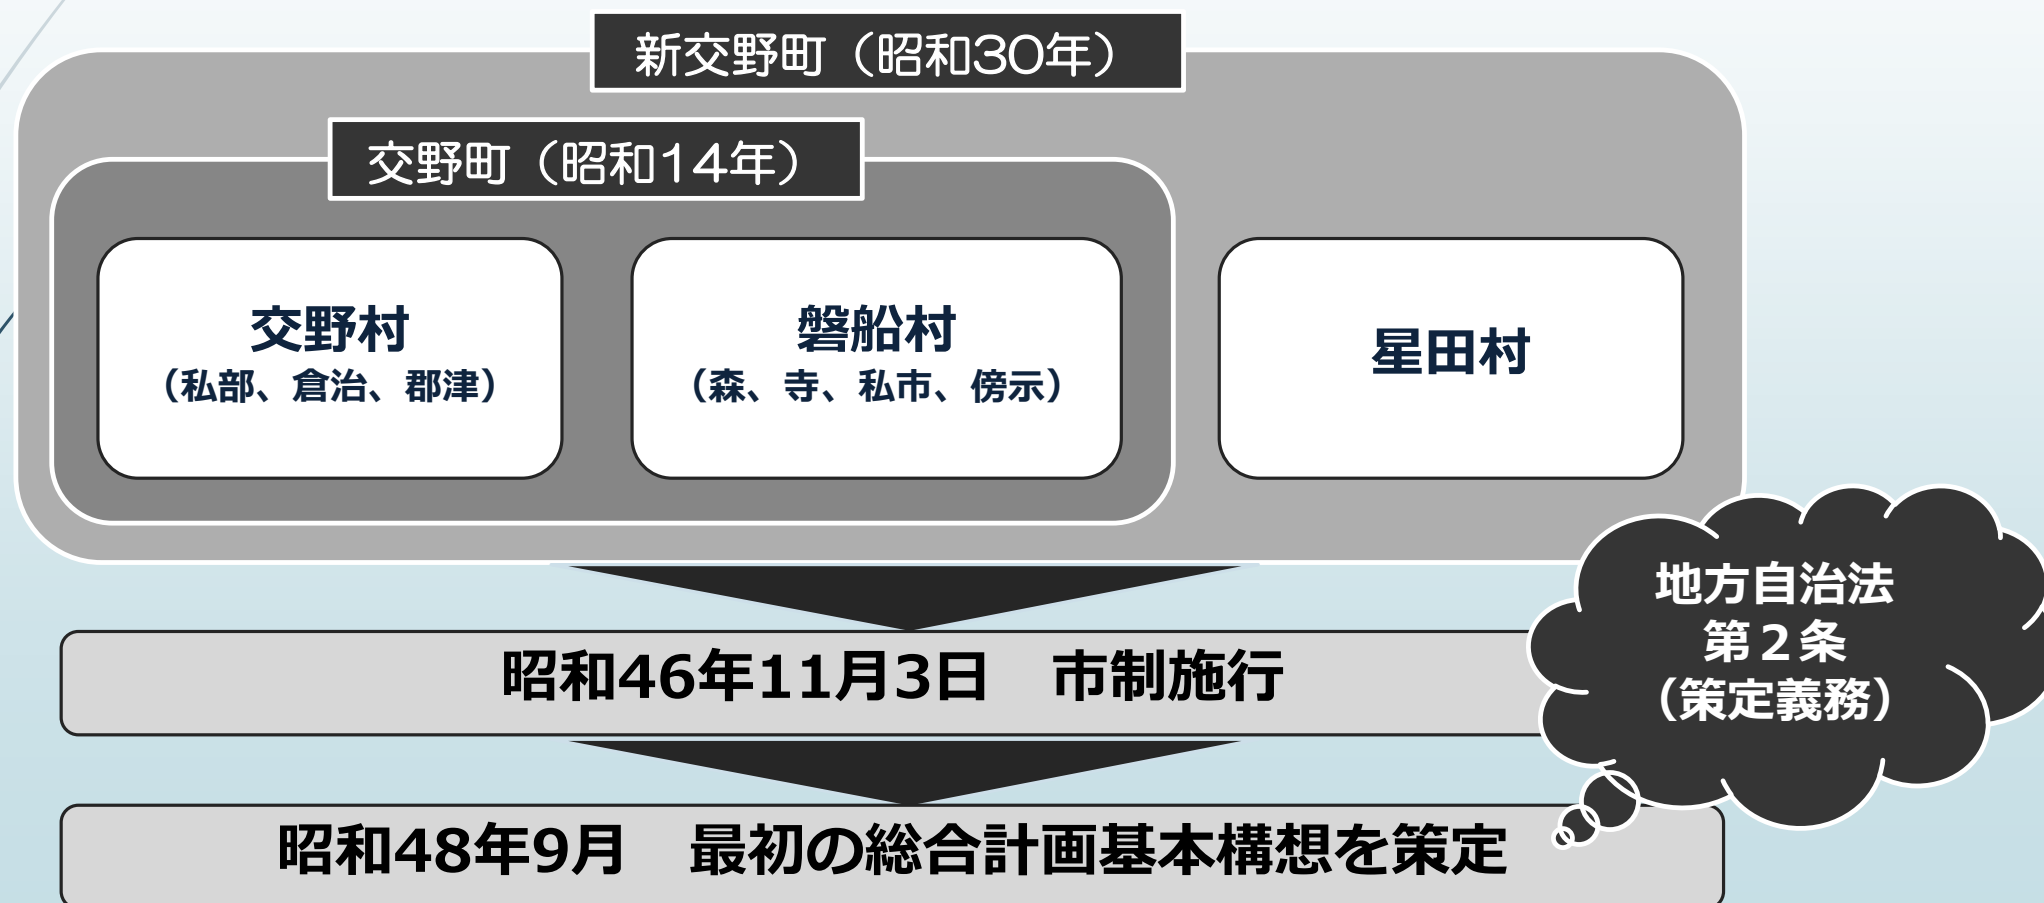 新交野町（昭和30年）
交野町（昭和14年）
交野村
（私部、倉治、郡津）
磐船村
（森、寺、私市、傍示）
星田村
地方自治法
第２条
（策定義務）
昭和46年11月3日　市制施行
昭和48年9月　最初の総合計画基本構想を策定